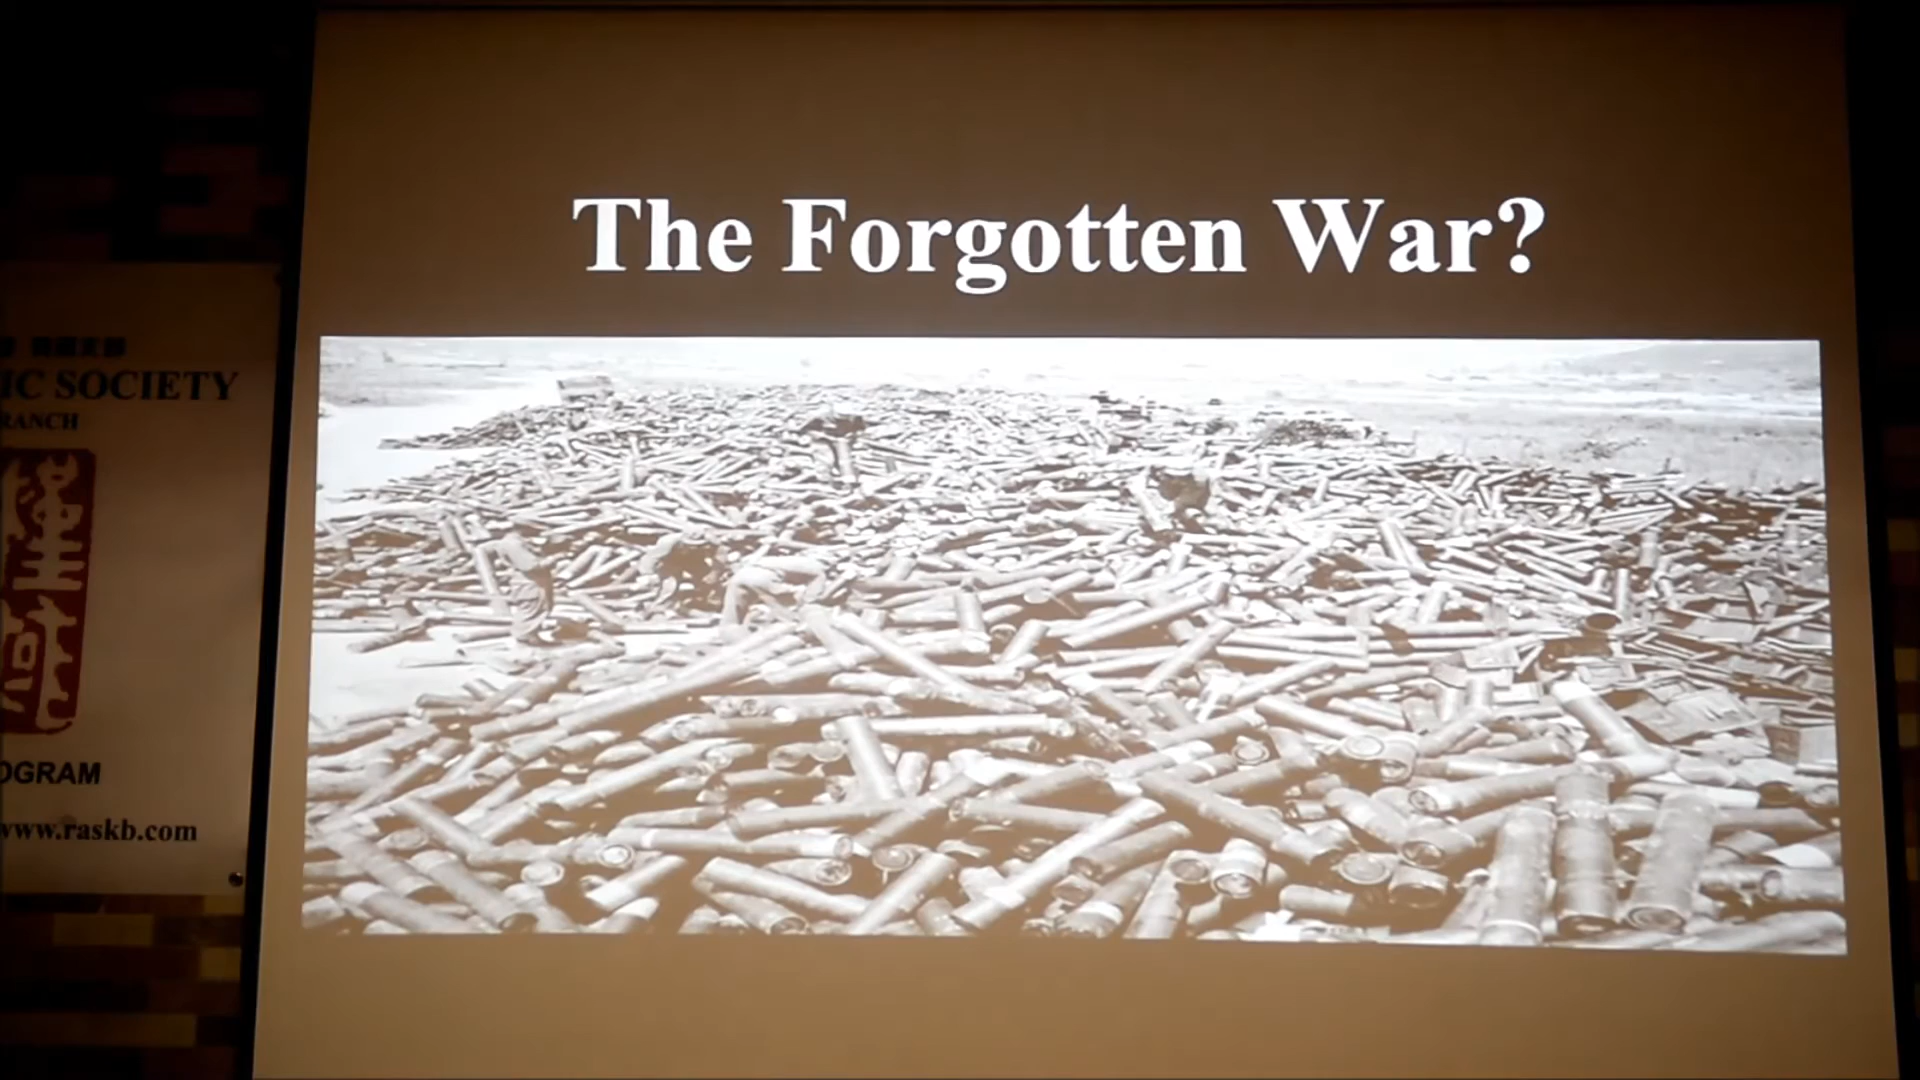 The Forgotten War?
IC SOCIETY
RANCH
OGRAM
www.raskb.com